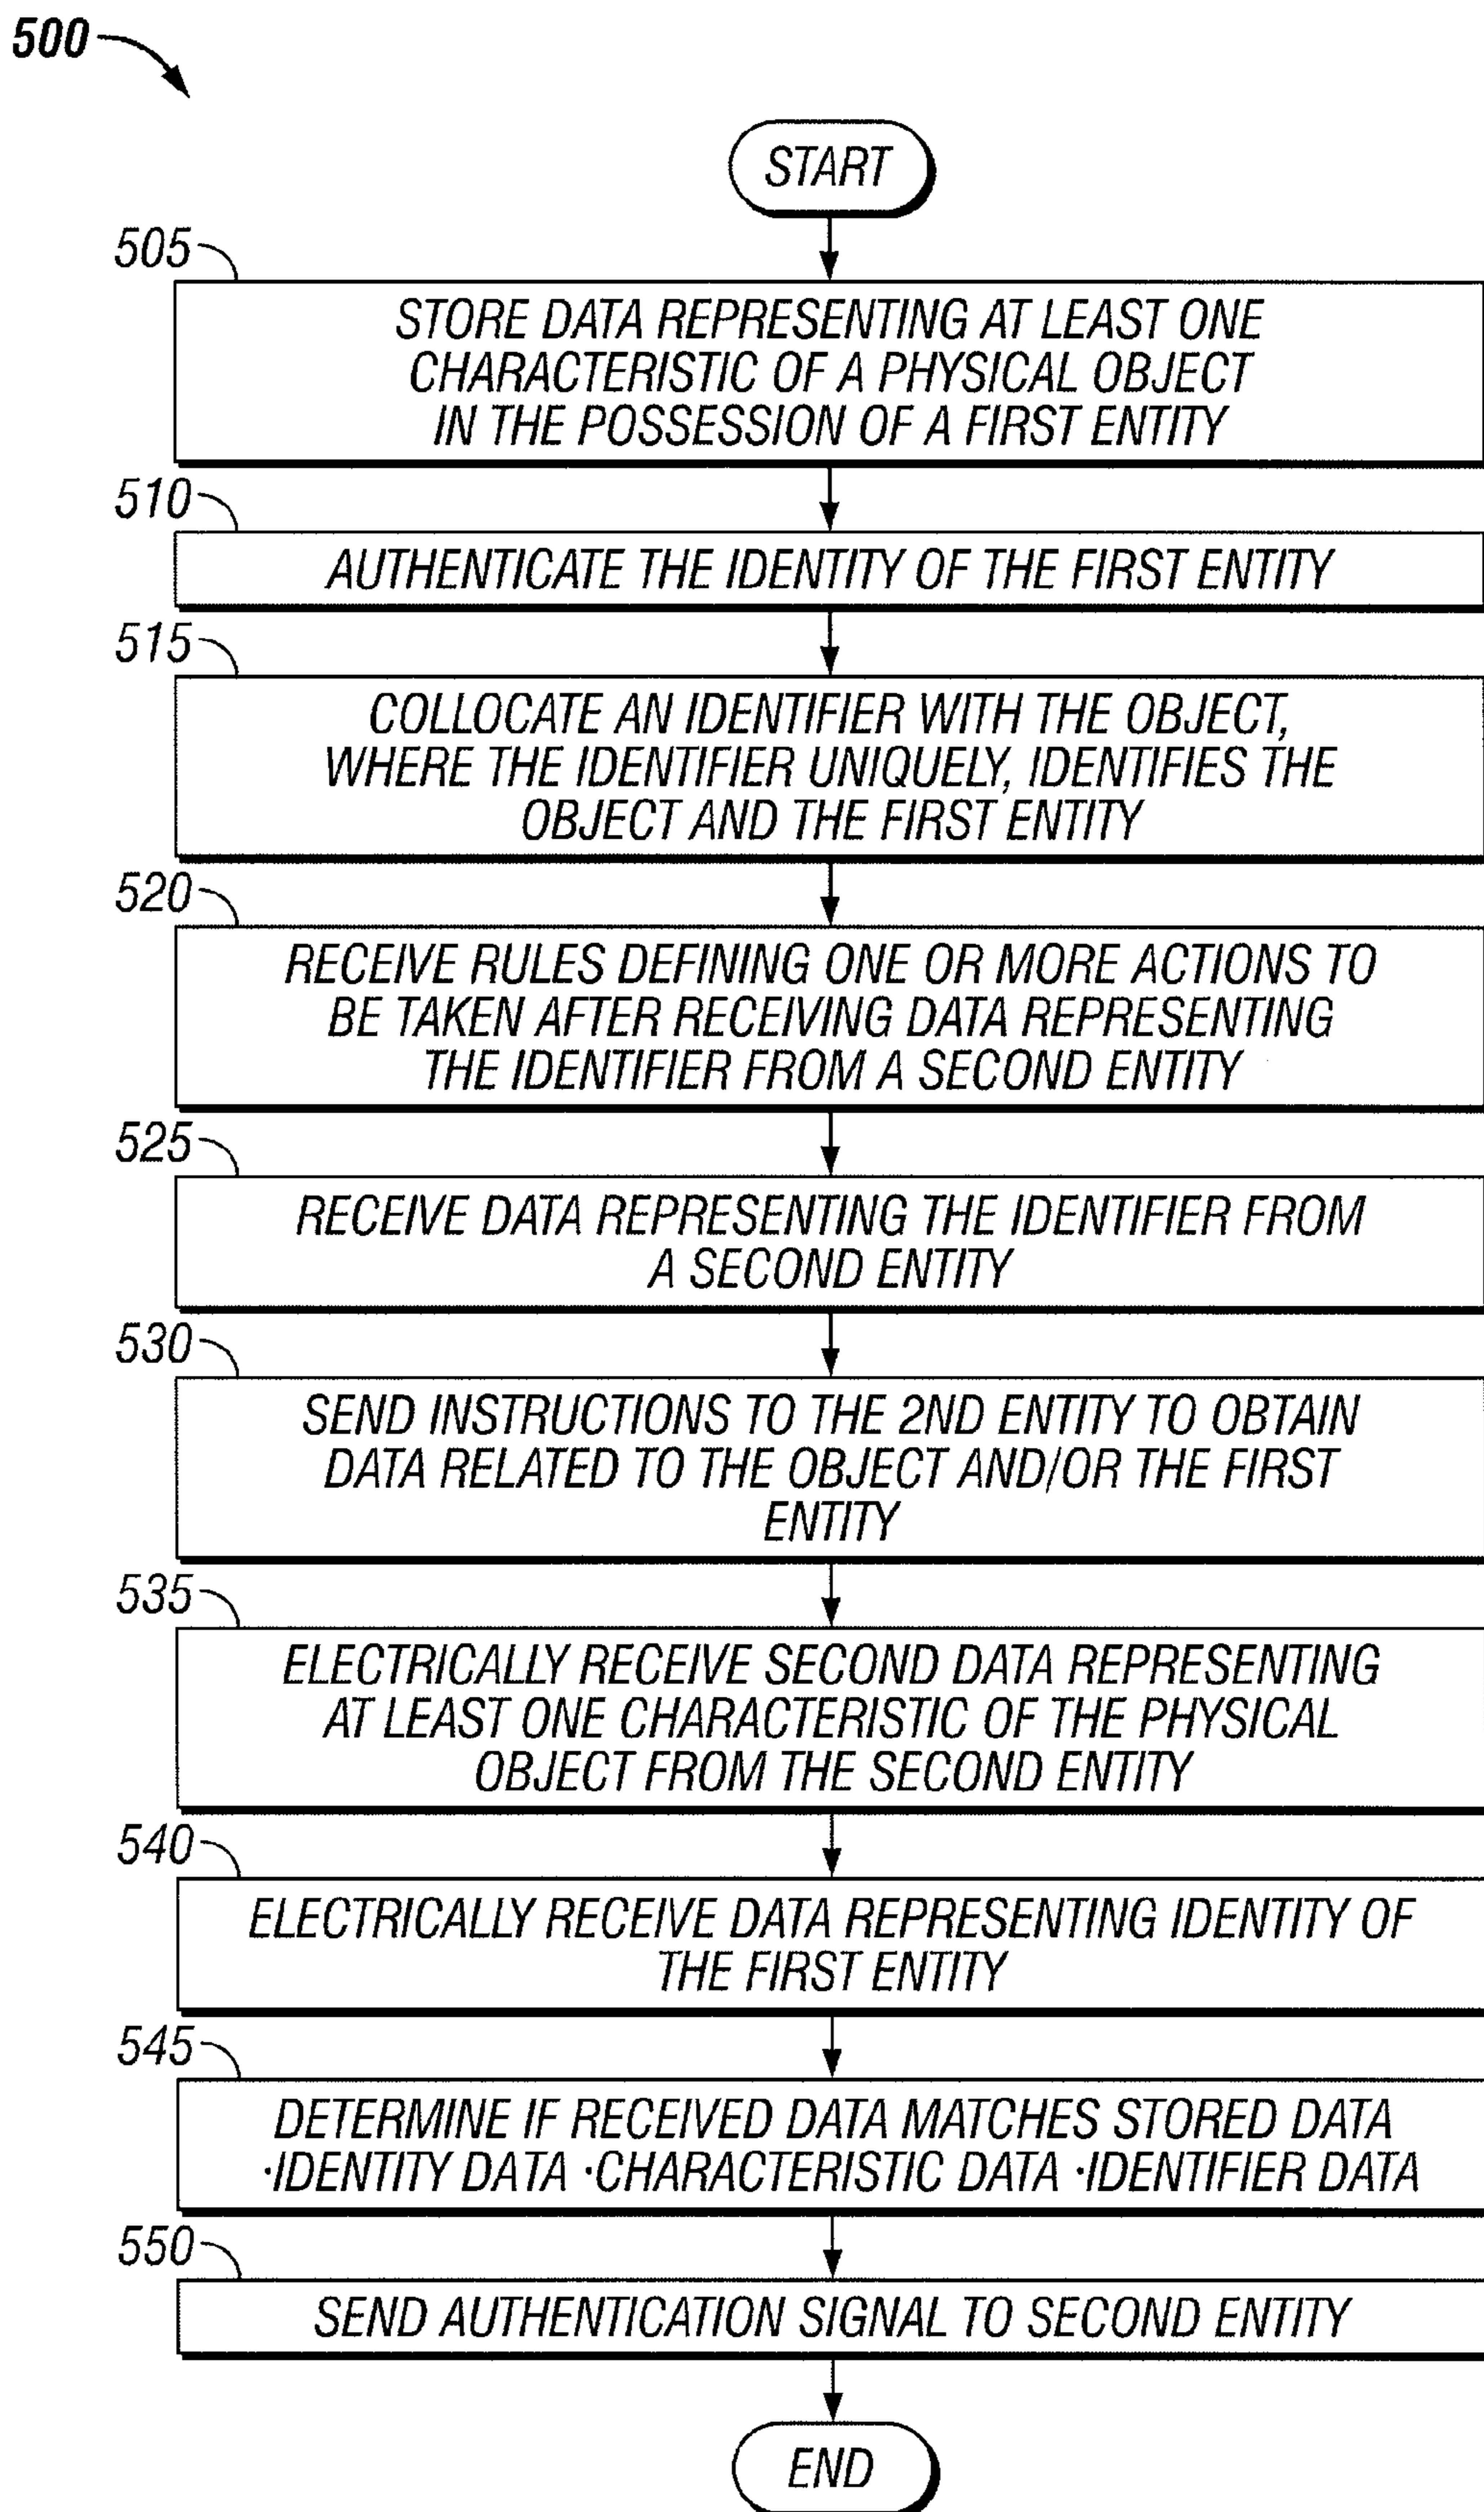 500
START
505
STORE DATA REPRESENTING AT LEAST ONE
CHARACTERISTIC OF A PHYSICAL OBJECT
IN THE POSSESSION OF A FIRST ENTITY
510
AUTHENTICATE THE IDENTITY OF THE FIRST ENTITY
515
COLLOCATE AN IDENTIFIER WITH THE OBJECT,
WHERE THE IDENTIFIER UNIQUELY, IDENTIFIES THE
OBJECT AND THE FIRST ENTITY
520
RECEIVE RULES DEFINING ONE OR MORE ACTIONS TO
BE TAKEN AFTER RECEIVING DATA REPRESENTING
THE IDENTIFIER FROM A SECOND ENTITY
525
RECEIVE DATA REPRESENTING THE IDENTIFIER FROM
A SECOND ENTITY
530
SEND INSTRUCTIONS TO THE 2ND ENTITY TO OBTAIN
DATA RELATED TO THE OBJECT AND/OR THE FIRST
ENTITY
535
ELECTRICALLY RECEIVE SECOND DATA REPRESENTING
AT LEAST ONE CHARACTERISTIC OF THE PHYSICAL
OBJECT FROM THE SECOND ENTITY
540
ELECTRICALLY RECEIVE DATA REPRESENTING IDENTITY OF
THE FIRST ENTITY
545
DETERMINE IF RECEIVED DATA MATCHES STORED DATA
·IDENTITY DATA ·CHARACTERISTIC DATA ·IDENTIFIER DATA
550
SEND AUTHENTICATION SIGNAL TO SECOND ENTITY
END